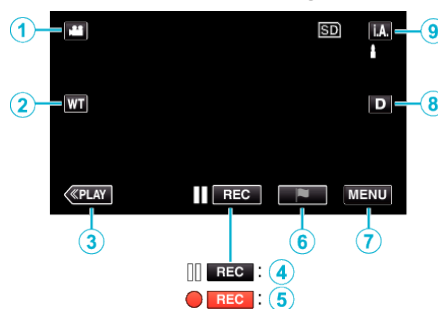 1 SD i.A. 9
2 WT D 8
≪PLAY REC MENU
3 6 7
REC : 4
REC : 5